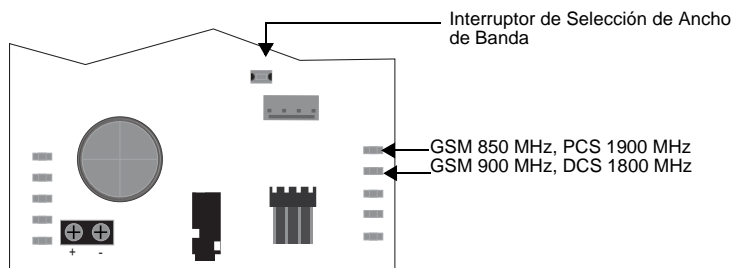 Interruptor de Selección de Ancho
de Banda
GSM 850 MHz, PCS 1900 MHz
GSM 900 MHz, DCS 1800 MHz
+ -